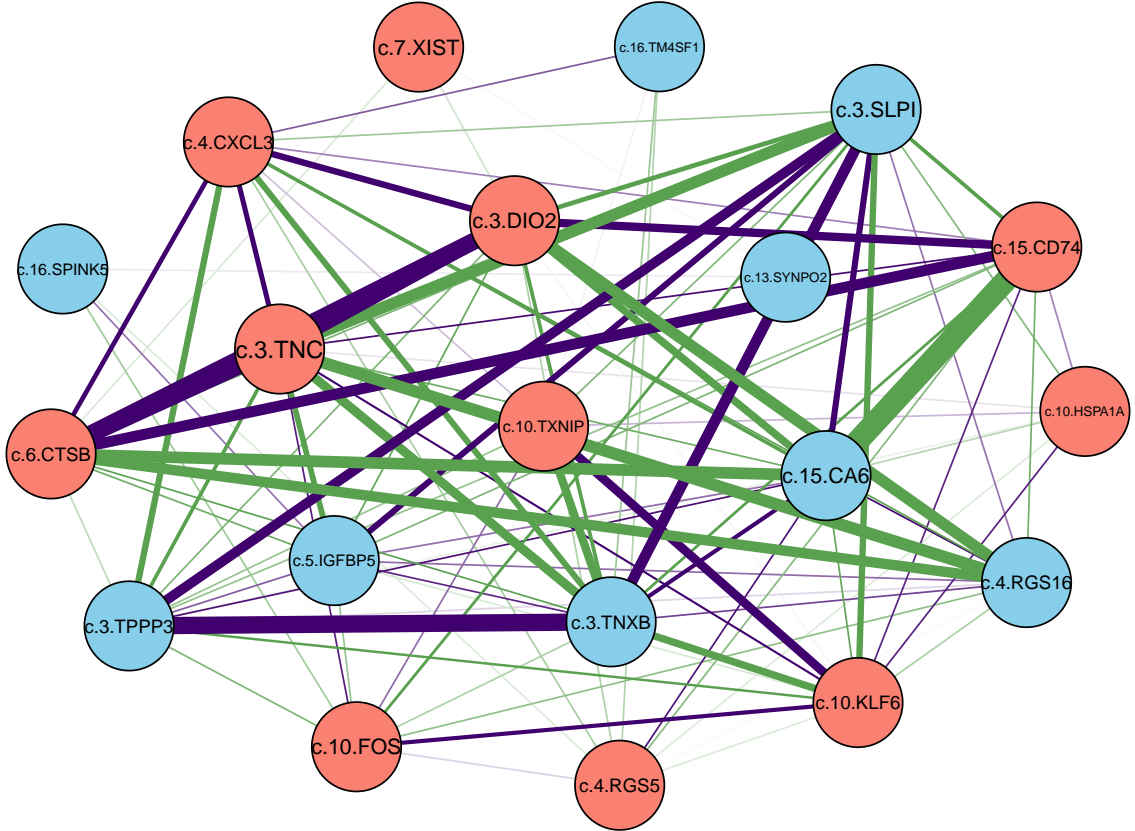 c.7.XIST
c.16.TM4SF1
c.3.SLPI
c.4.CXCL3
c.3.DIO2
c.15.CD74
c.16.SPINK5
c.13.SYNPO2
c.3.TNC
c.10.HSPA1A
c.10.TXNIP
c.6.CTSB
c.15.CA6
c.5.IGFBP5
c.4.RGS16
c.3.TPPP3
c.3.TNXB
c.10.KLF6
c.10.FOS
c.4.RGS5